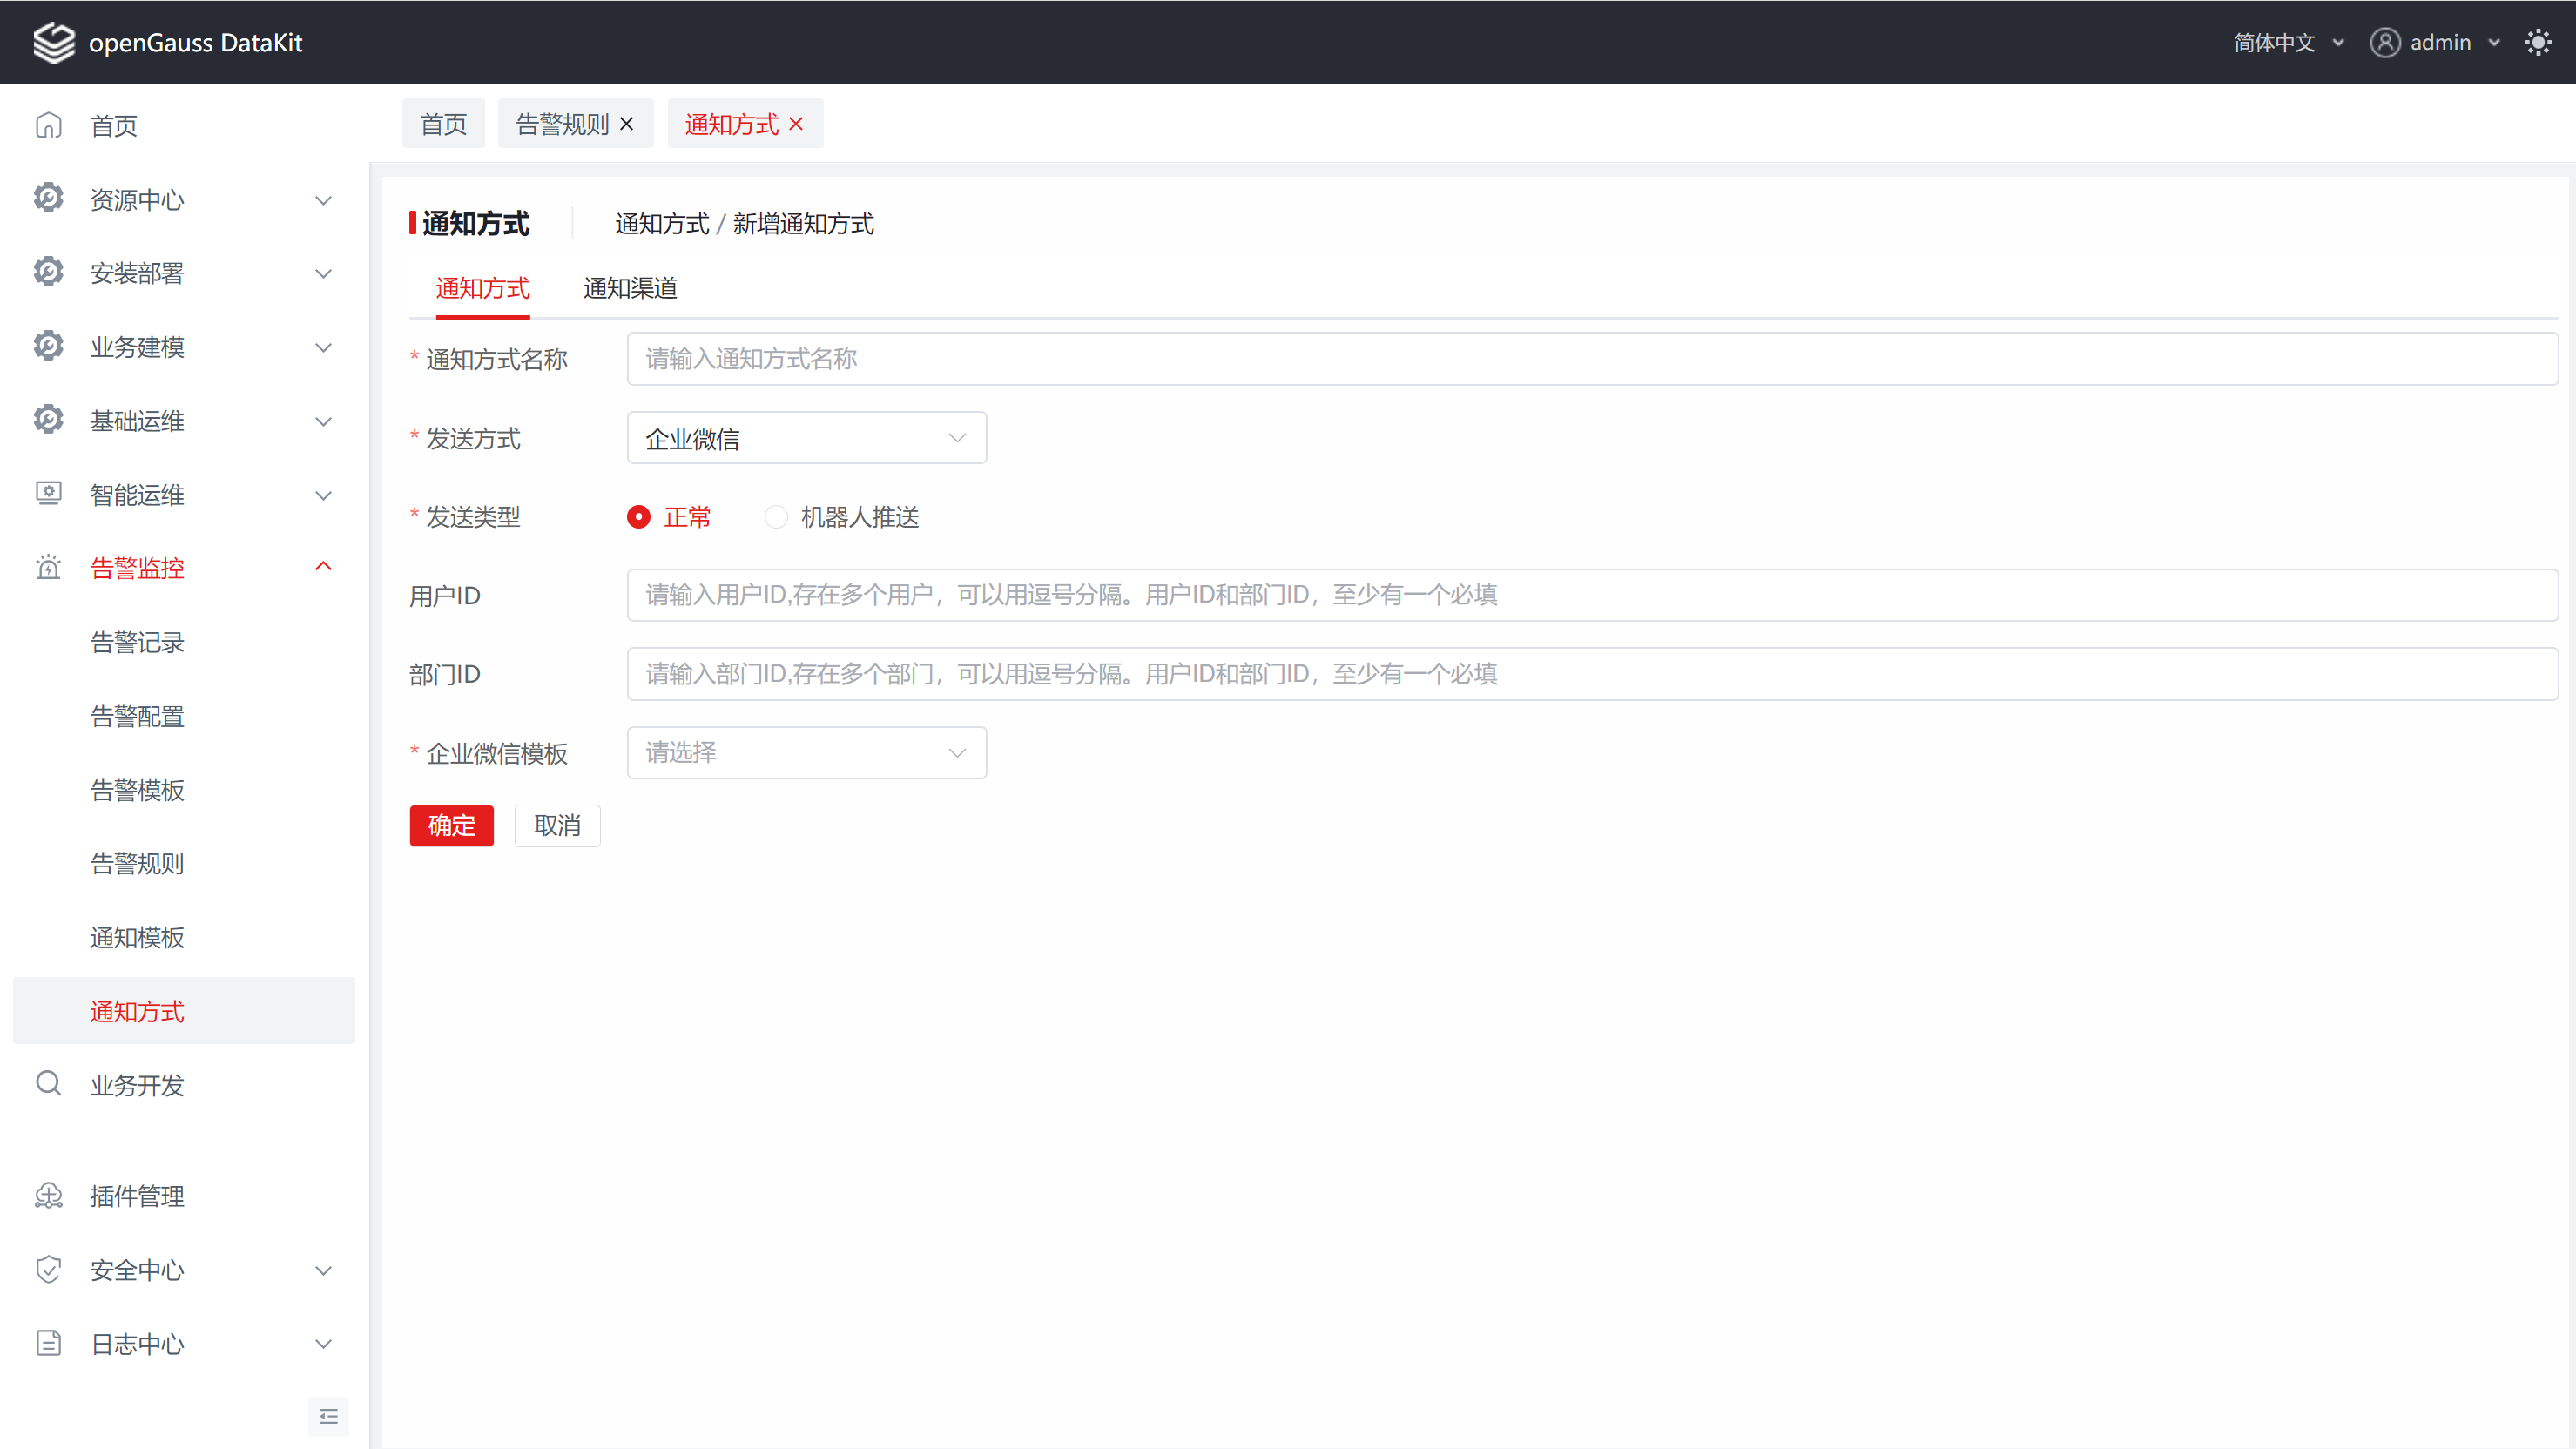 openGauss DataKit
简体中文
admin
首页
资源中心
安装部署
业务建模
基础运维
智能运维
告警监控
告警记录
告警配置
告警模板
告警规则
通知模板
通知方式
业务开发
插件管理
安全中心
日志中心
首页
告警规则
通知方式
通知方式
通知方式 / 新增通知方式
通知方式
通知渠道
* 通知方式名称
请输入通知方式名称
* 发送方式
企业微信
* 发送类型
正常
机器人推送
用户ID
请输入用户ID,存在多个用户，可以用逗号分隔。用户ID和部门ID，至少有一个必填
部门ID
请输入部门ID,存在多个部门，可以用逗号分隔。用户ID和部门ID，至少有一个必填
* 企业微信模板
请选择
确定
取消